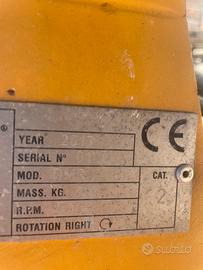 ®
YEAR
SERIAL N°
MOD. CAT.
MASS. KG. 2
R.P.M.
ROTATION RIGHT
CE
subito